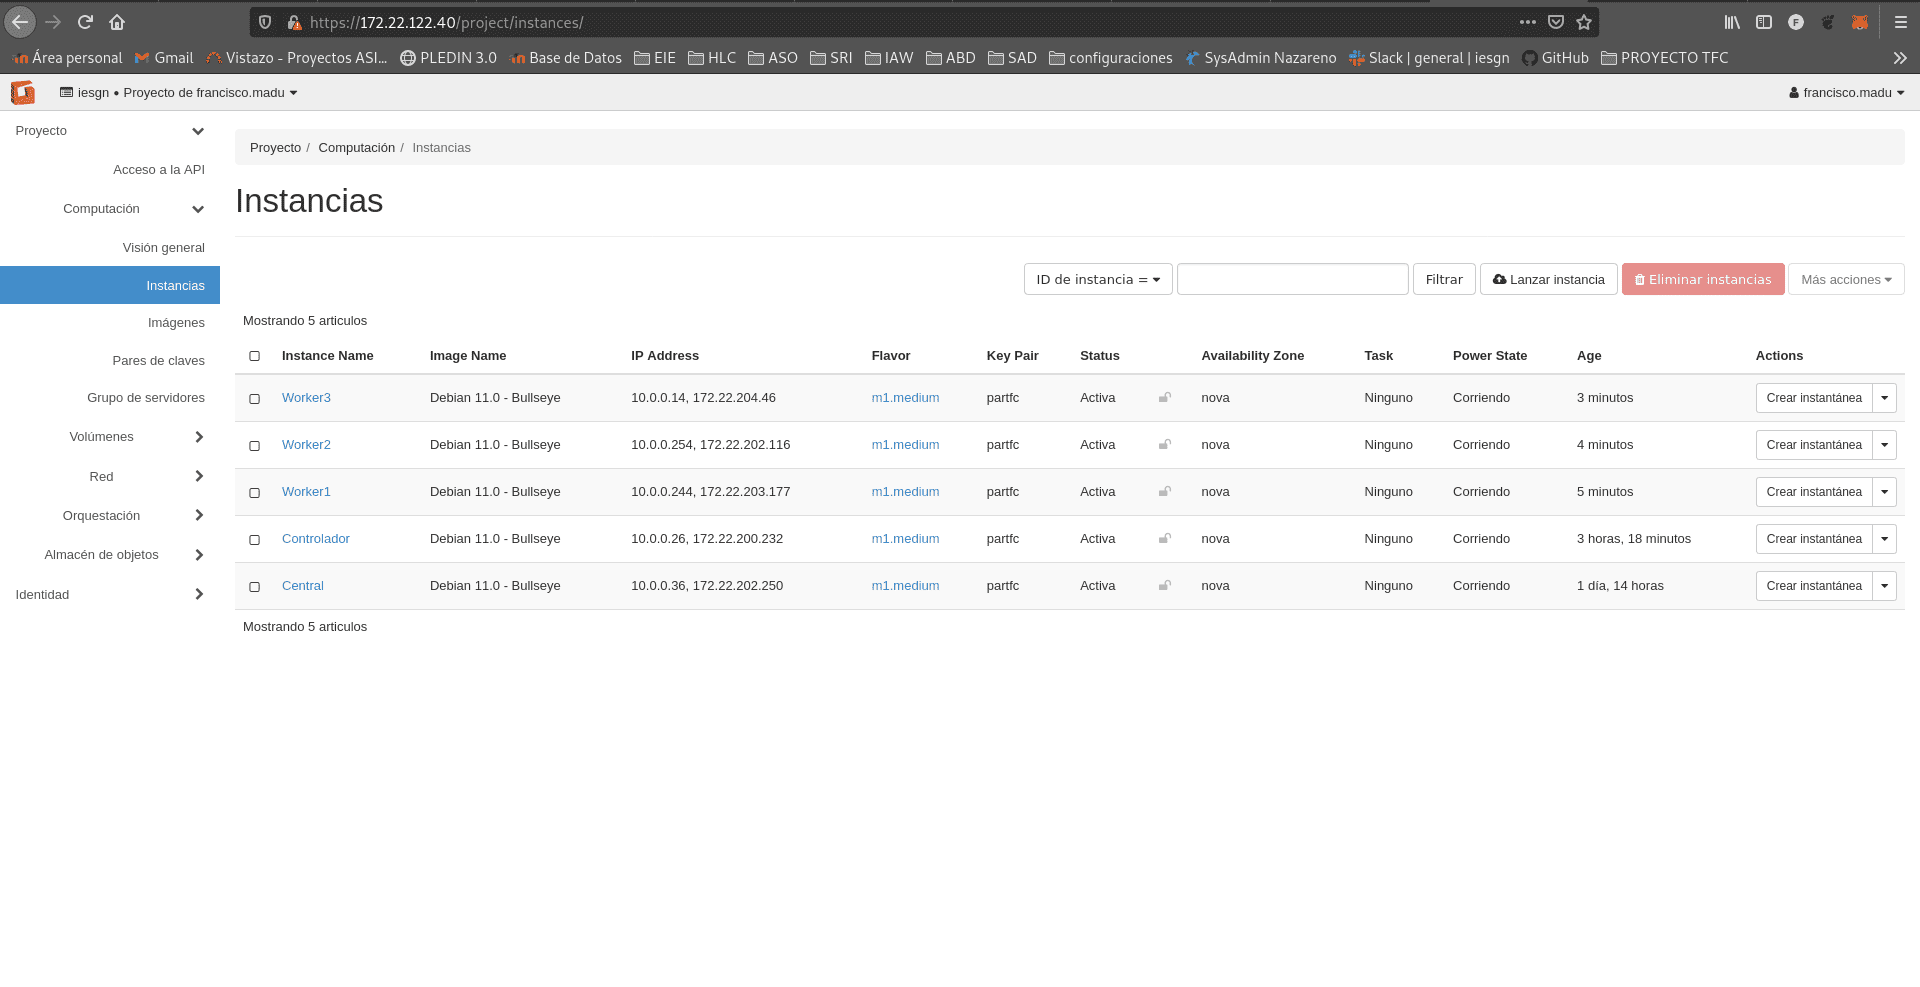 https://172.22.122.40/project/instances/
Área personal Gmail Vistazo - Proyectos ASI... PLEDIN 3.0 Base de Datos EIE HLC ASO SRI IAW ABD SAD configuraciones SysAdmin Nazareno Slack | general | iesgn GitHub PROYECTO TFC
iesgn • Proyecto de francisco.madu francisco.madu
Proyecto
Acceso a la API
Computación
Visión general
Instancias
Imágenes
Pares de claves
Grupo de servidores
Volúmenes
Red
Orquestación
Almacén de objetos
Identidad
Proyecto / Computación / Instancias
Instancias
ID de instancia = Filtrar Lanzar instancia Eliminar instancias Más acciones
Mostrando 5 articulos
Instance Name Image Name IP Address Flavor Key Pair Status Availability Zone Task Power State Age Actions
Worker3 Debian 11.0 - Bullseye 10.0.0.14, 172.22.204.46 m1.medium partfc Activa nova Ninguno Corriendo 3 minutos Crear instantánea
Worker2 Debian 11.0 - Bullseye 10.0.0.254, 172.22.202.116 m1.medium partfc Activa nova Ninguno Corriendo 4 minutos Crear instantánea
Worker1 Debian 11.0 - Bullseye 10.0.0.244, 172.22.203.177 m1.medium partfc Activa nova Ninguno Corriendo 5 minutos Crear instantánea
Controlador Debian 11.0 - Bullseye 10.0.0.26, 172.22.200.232 m1.medium partfc Activa nova Ninguno Corriendo 3 horas, 18 minutos Crear instantánea
Central Debian 11.0 - Bullseye 10.0.0.36, 172.22.202.250 m1.medium partfc Activa nova Ninguno Corriendo 1 día, 14 horas Crear instantánea
Mostrando 5 articulos